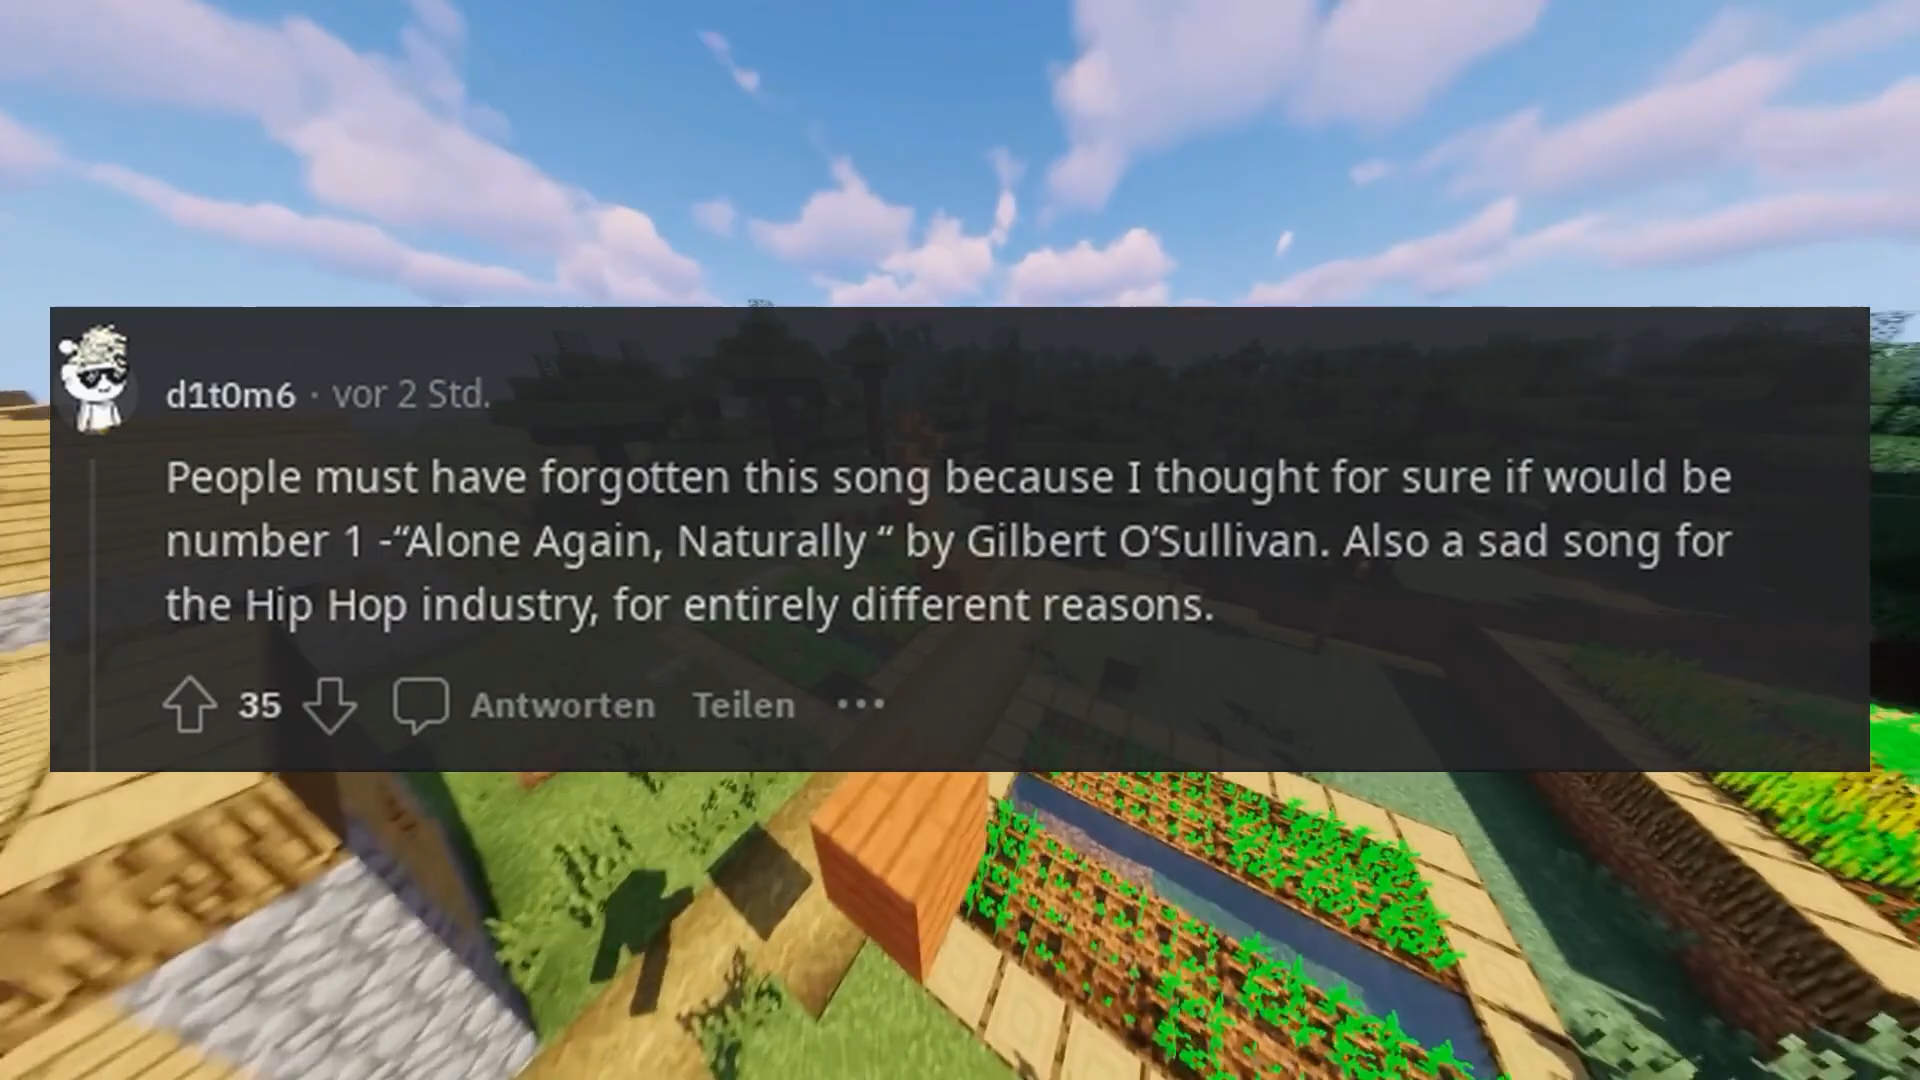 d1t0m6 · vor 2 Std.
People must have forgotten this song because I thought for sure if would be
number 1 -“Alone Again, Naturally “ by Gilbert O’Sullivan. Also a sad song for
the Hip Hop industry, for entirely different reasons.
35 Antworten Teilen •••